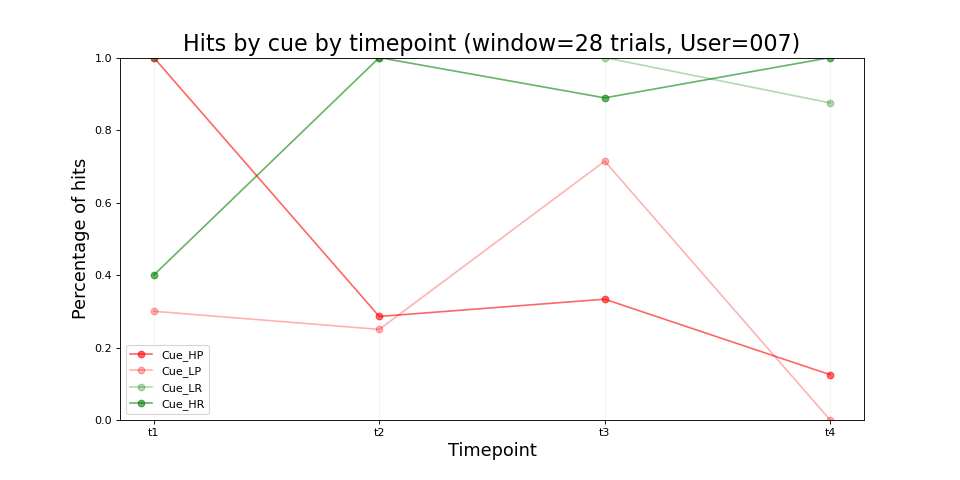 Hits by cue by timepoint (window=28 trials, User=007)
Percentage of hits
1.0
0.8
0.6
0.4
0.2
0.0
Cue_HP
Cue_LP
Cue_LR
Cue_HR
t1 t2 t3 t4
Timepoint